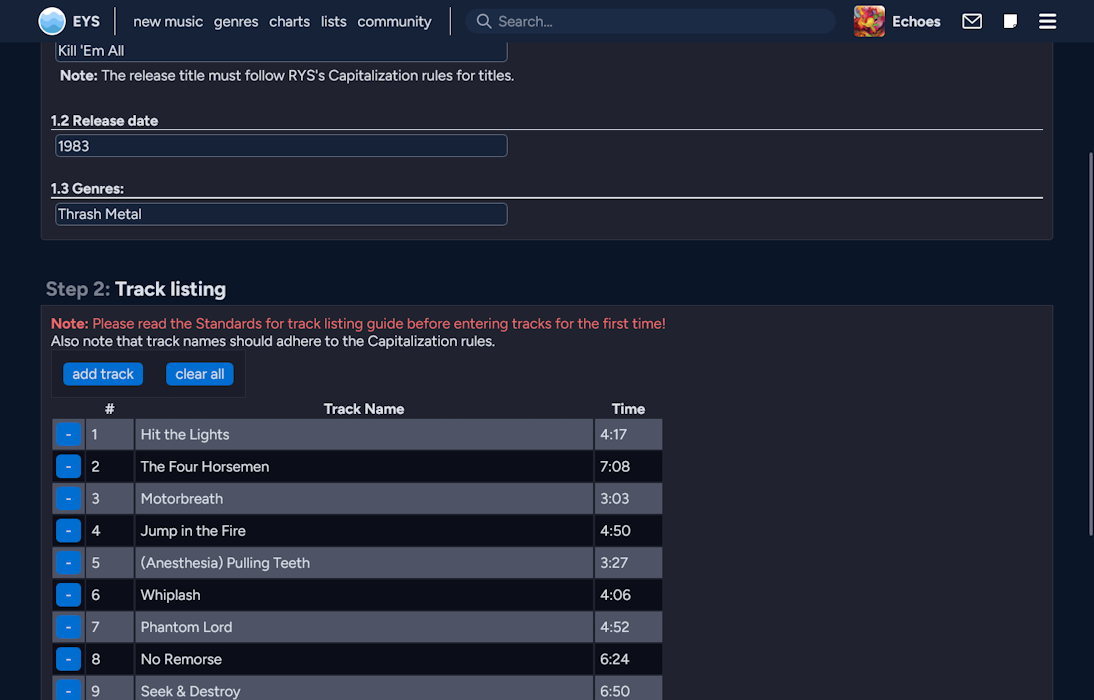 EYS new music genres charts lists community Search... Echoes
Kill 'Em All
Note: The release title must follow RYS's Capitalization rules for titles.
1.2 Release date
1983
1.3 Genres:
Thrash Metal
Step 2: Track listing
Note: Please read the Standards for track listing guide before entering tracks for the first time!
Also note that track names should adhere to the Capitalization rules.
add track clear all
# Track Name Time
- 1 Hit the Lights 4:17
- 2 The Four Horsemen 7:08
- 3 Motorbreath 3:03
- 4 Jump in the Fire 4:50
- 5 (Anesthesia) Pulling Teeth 3:27
- 6 Whiplash 4:06
- 7 Phantom Lord 4:52
- 8 No Remorse 6:24
- 9 Seek & Destroy 6:50